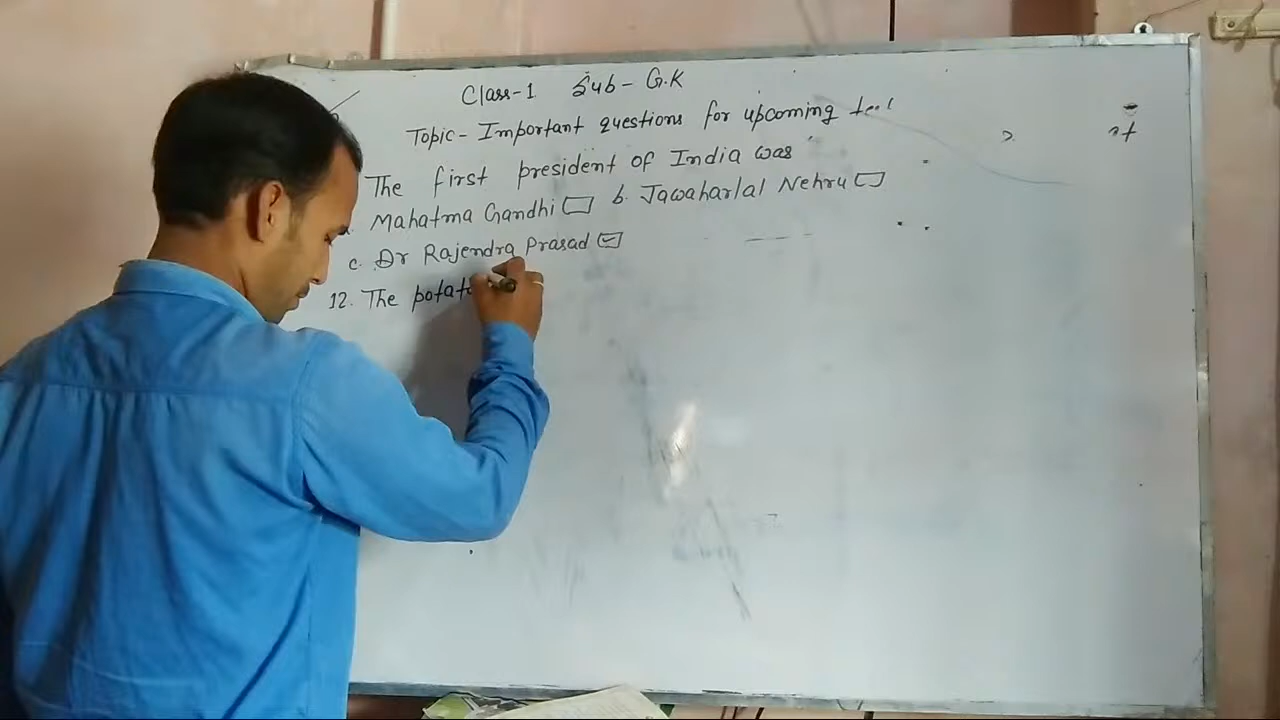 Class-1 Sub- G.K
Topic- Important questions for upcoming
The first president of India was
Mahatma Gandhi b. Jawaharlal Nehru
c. Dr Rajendra Prasad
12. The